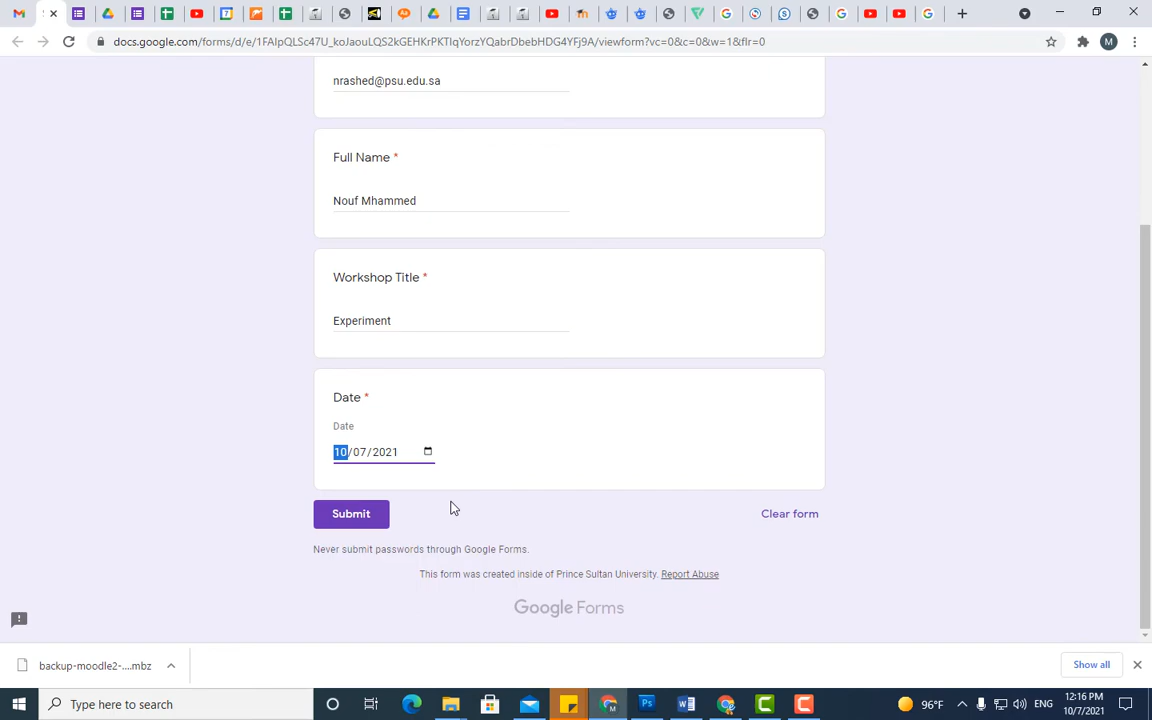 docs.google.com/forms/d/e/1FAIpQLSc47U_koJaouLQS2kGEHKrPKTIqYorzYQabrDbebHDG4YFj9A/viewform?vc=0&c=0&w=1&flr=0
M
nrashed@psu.edu.sa
Full Name *
Nouf Mhammed
Workshop Title *
Experiment
Date *
Date
10/07/2021
Submit
Clear form
Never submit passwords through Google Forms.
This form was created inside of Prince Sultan University. Report Abuse
Google Forms
backup-moodle2-....mbz
Show all
Type here to search
96°F
ENG
12:16 PM
10/7/2021